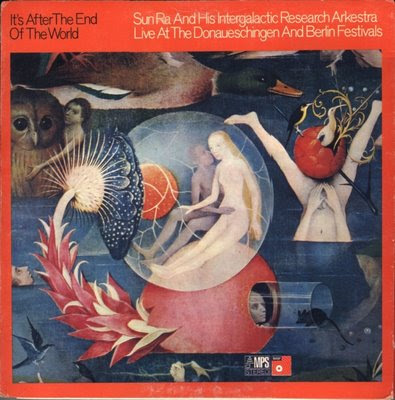 It's After The End
Of The World
Sun Ra And His Intergalactic Research Arkestra
Live At The Donaueschingen And Berlin Festivals
MPS
STEREO